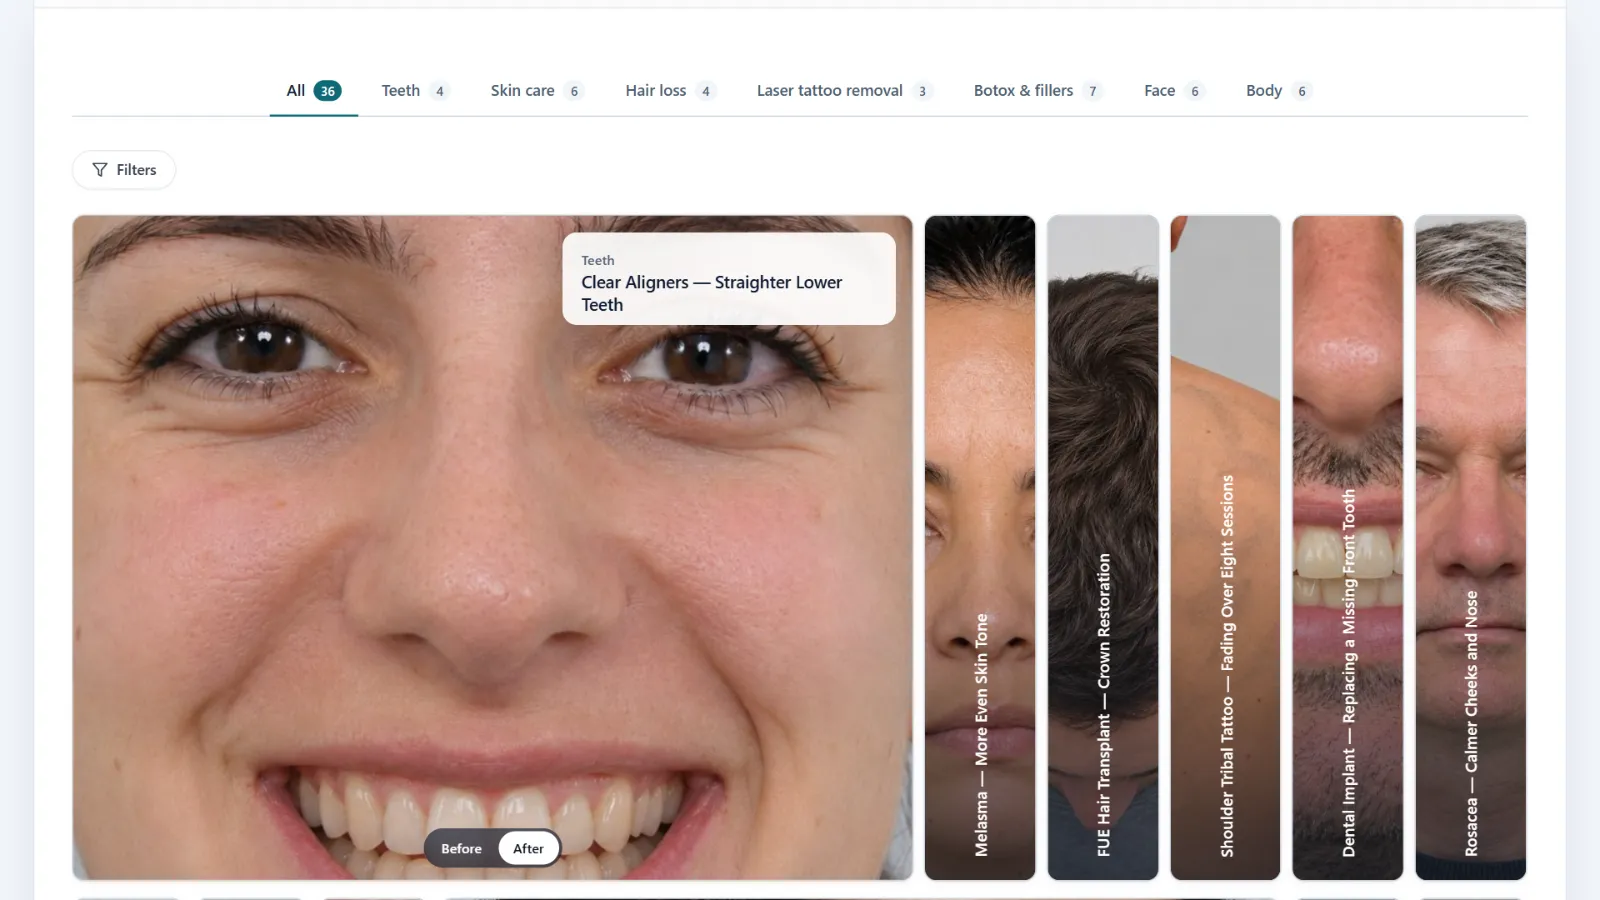 All 36
Teeth 4
Skin care 6
Hair loss 4
Laser tattoo removal 3
Botox & fillers 7
Face 6
Body 6
Filters
Teeth
Clear Aligners — Straighter Lower
Teeth
Before After
Melasma — More Even Skin Tone
FUE Hair Transplant — Crown Restoration
Shoulder Tribal Tattoo — Fading Over Eight Sessions
Dental Implant — Replacing a Missing Front Tooth
Rosacea — Calmer Cheeks and Nose